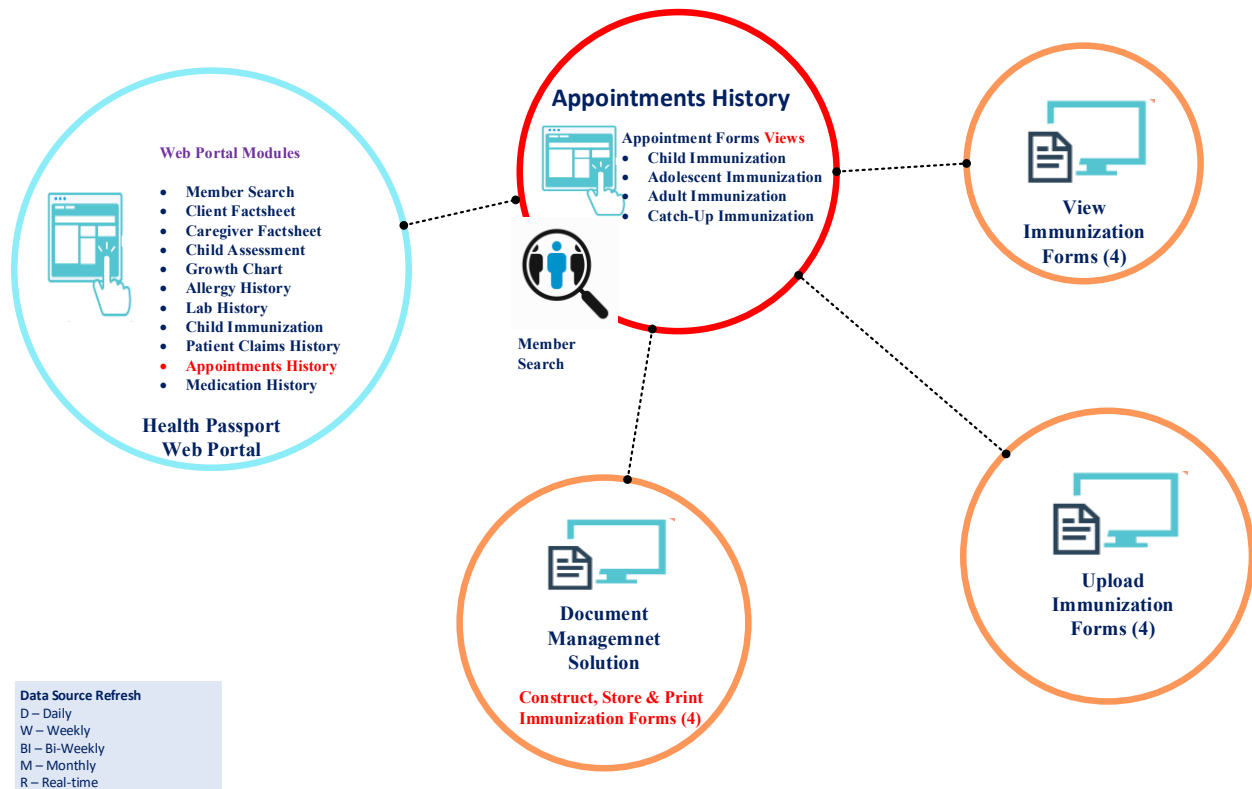 Web Portal Modules
• Member Search
• Client Factsheet
• Caregiver Factsheet
• Child Assessment
• Growth Chart
• Allergy History
• Lab History
• Child Immunization
• Patient Claims History
• Appointments History
• Medication History
Health Passport
Web Portal
Appointments History
Appointment Forms Views
• Child Immunization
• Adolescent Immunization
• Adult Immunization
• Catch-Up Immunization
Member
Search
View
Immunization
Forms (4)
Upload
Immunization
Forms (4)
Document
Managemnet
Solution
Construct, Store & Print
Immunization Forms (4)
Data Source Refresh
D – Daily
W – Weekly
BI – Bi-Weekly
M – Monthly
R – Real-time